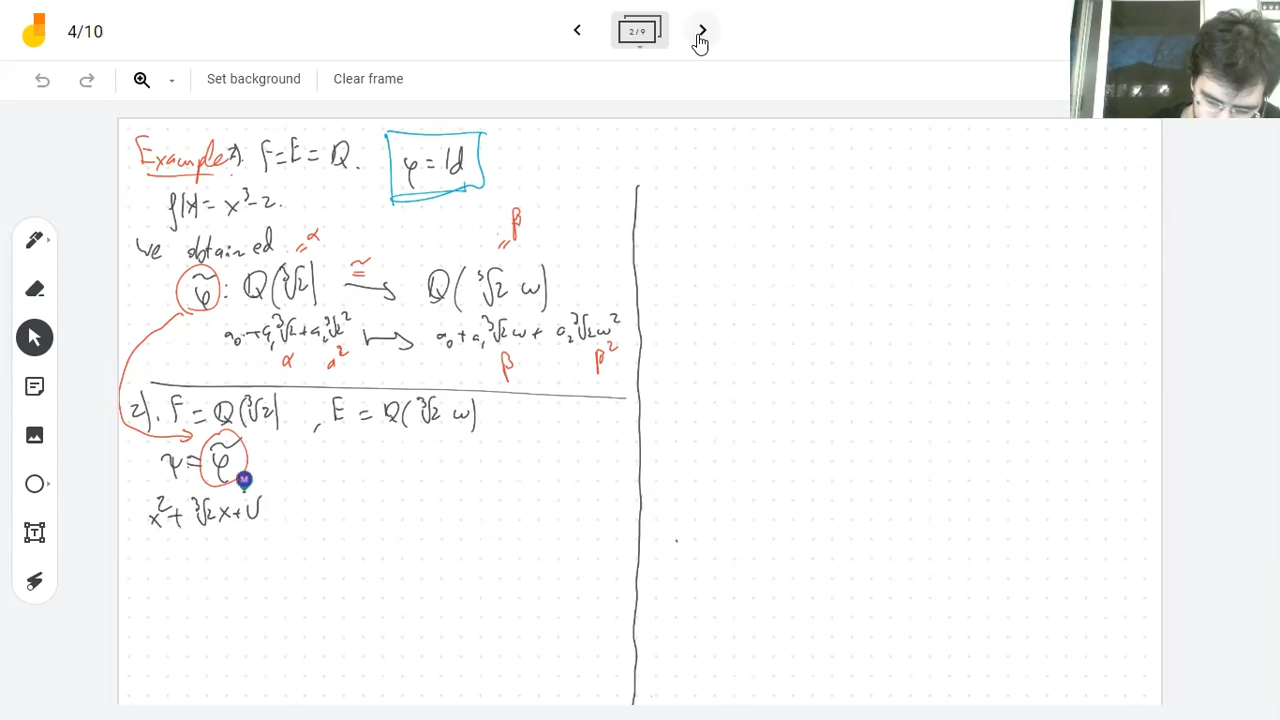 4/10
2 / 9
Set background
Clear frame
Example 1). F=E=Q. φ = Id
f(x) = x³-2.
we obtained
=α =β
φ̃ : Q(∛2) ≅⟶ Q(∛2 ω)
a₀+a₁∛2+a₂∛2² ⟼ a₀+a₁∛2 ω + a₂∛2 ω²
α α² β β²
2). F = Q(∛2) , E = Q(∛2 ω)
φ̃
x² + ∛2 x +
M